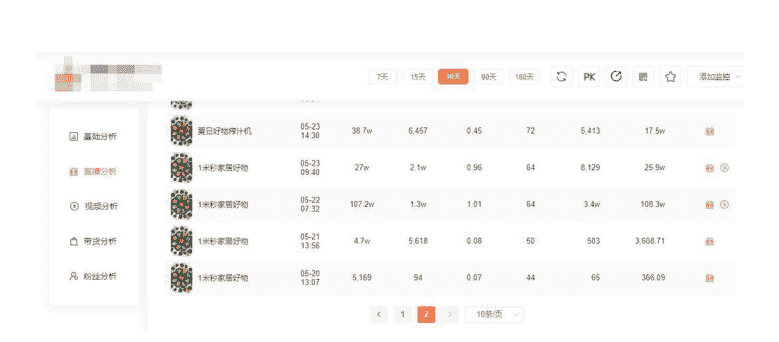 7天 15天 30天 90天 180天 PK 添加监控
基础分析
直播分析
视频分析
带货分析
粉丝分析
夏日好物榨汁机 05-23 14:30 38.7w 6,457 0.45 72 5,413 17.5w
1米秒家居好物 05-23 09:40 27w 2.1w 0.96 64 8,129 25.9w
1米秒家居好物 05-22 07:32 107.2w 1.3w 1.01 64 3.4w 108.3w
1米秒家居好物 05-21 13:56 4.7w 5,618 0.08 50 503 3,608.71
1米秒家居好物 05-20 13:07 5,169 94 0.07 44 65 366.09
1 2 10条/页